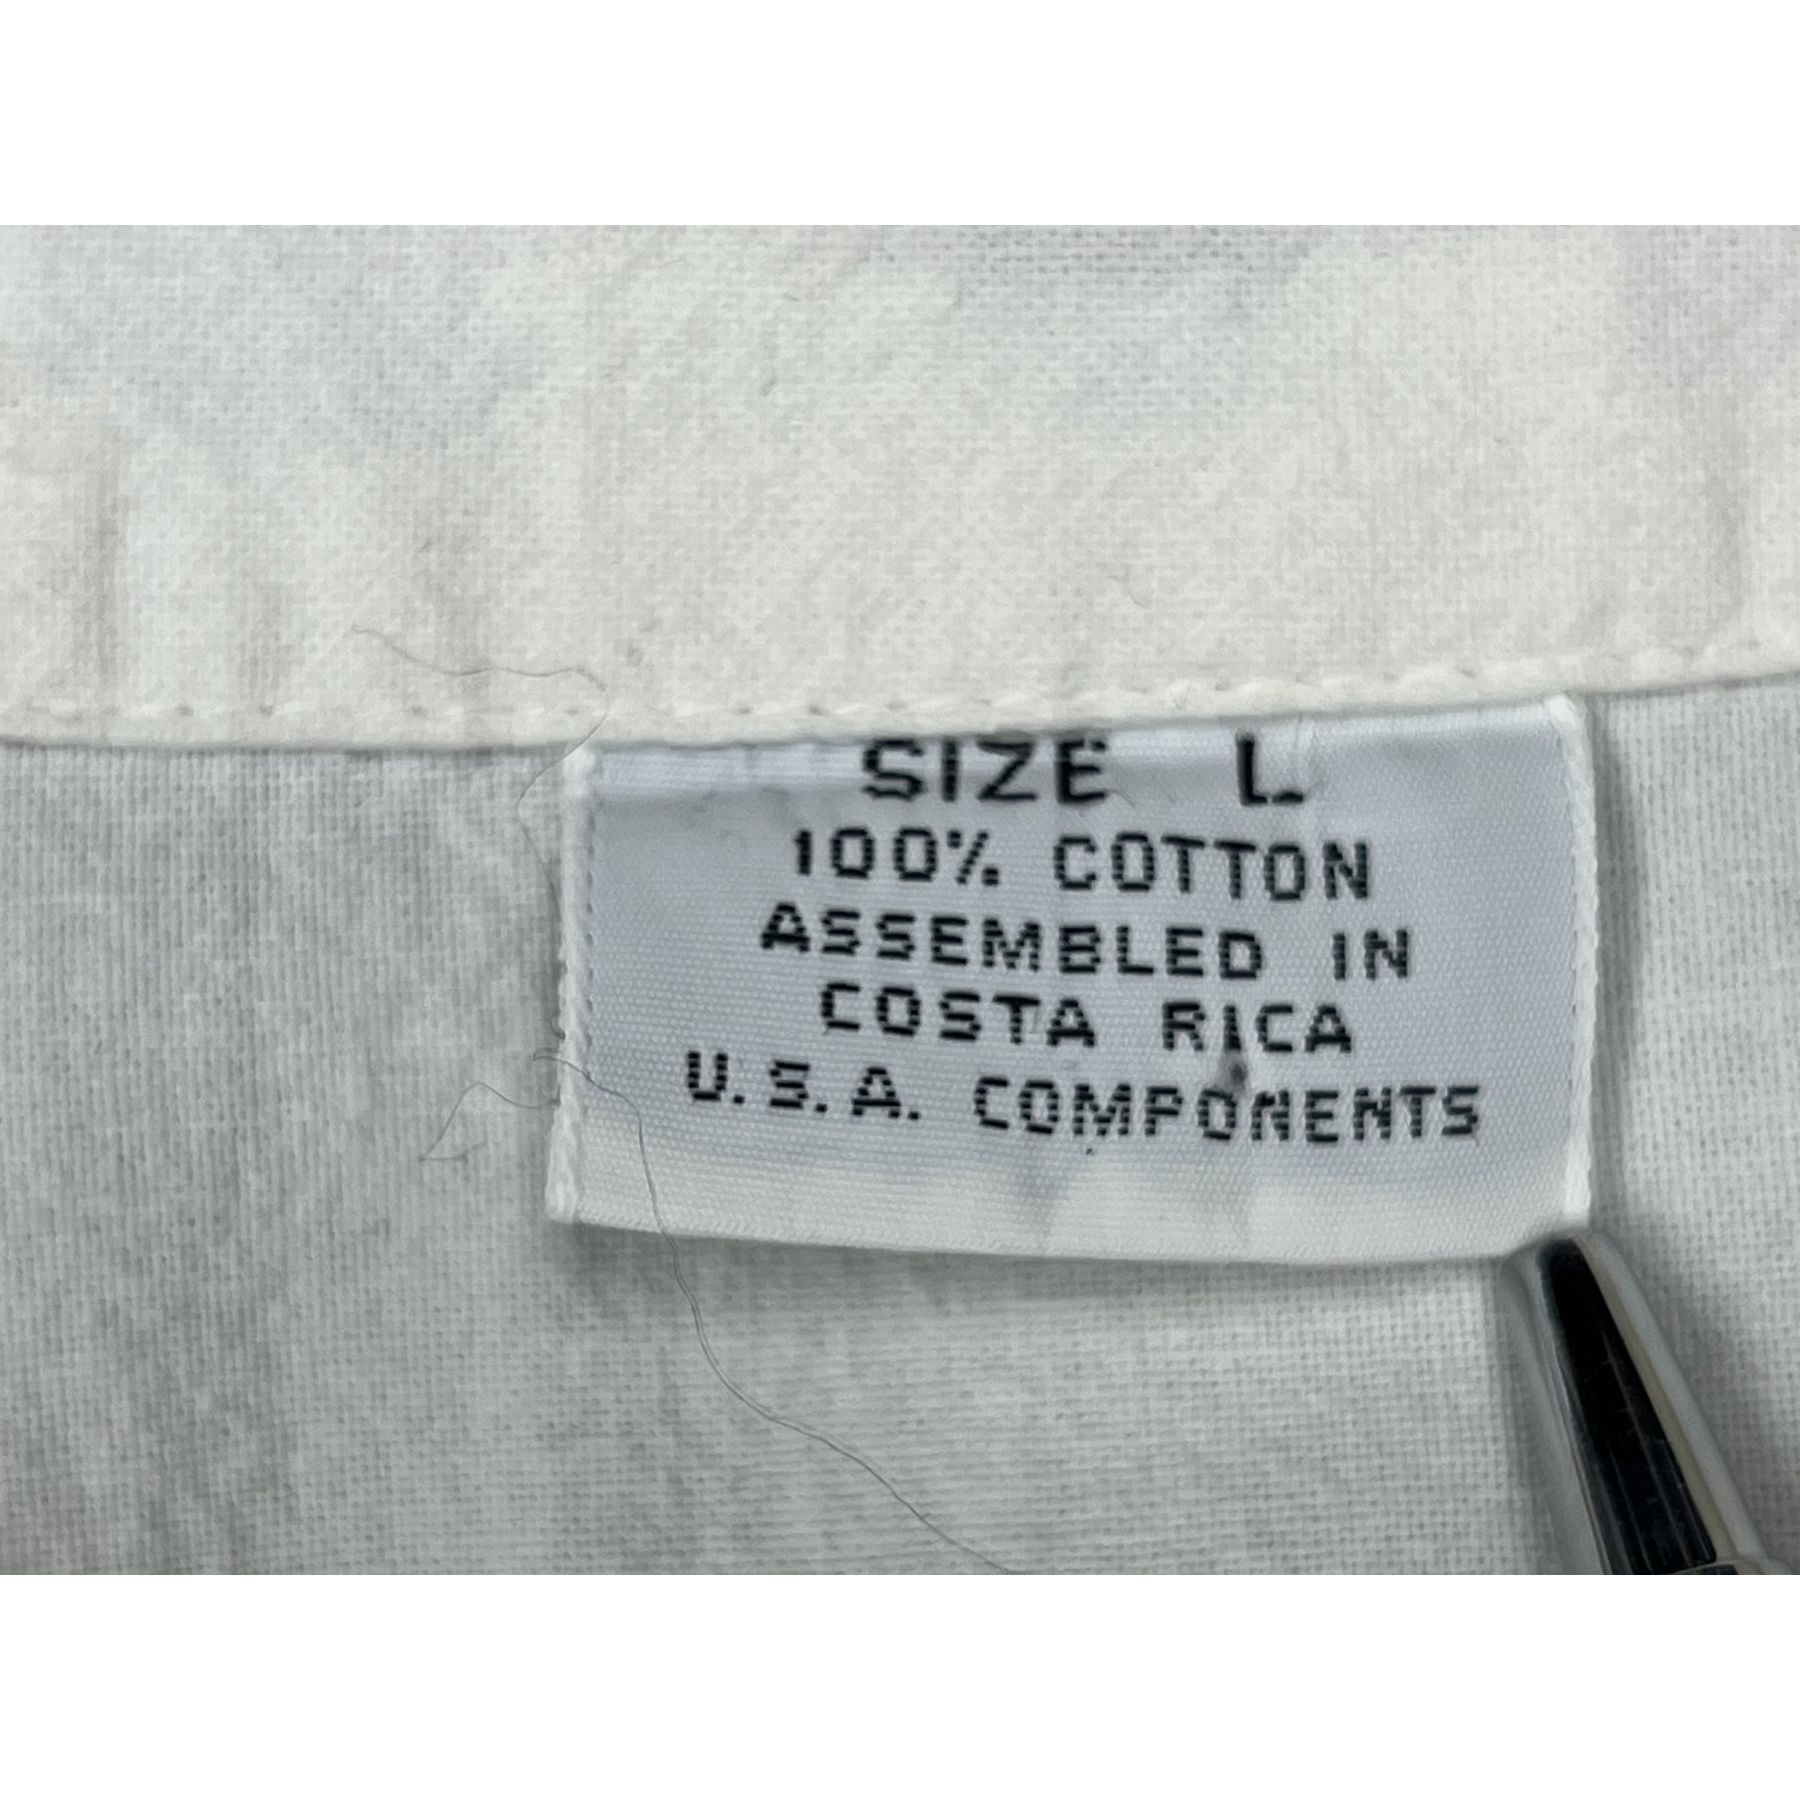 SIZE L
100% COTTON
ASSEMBLED IN
COSTA RICA
U.S.A. COMPONENTS